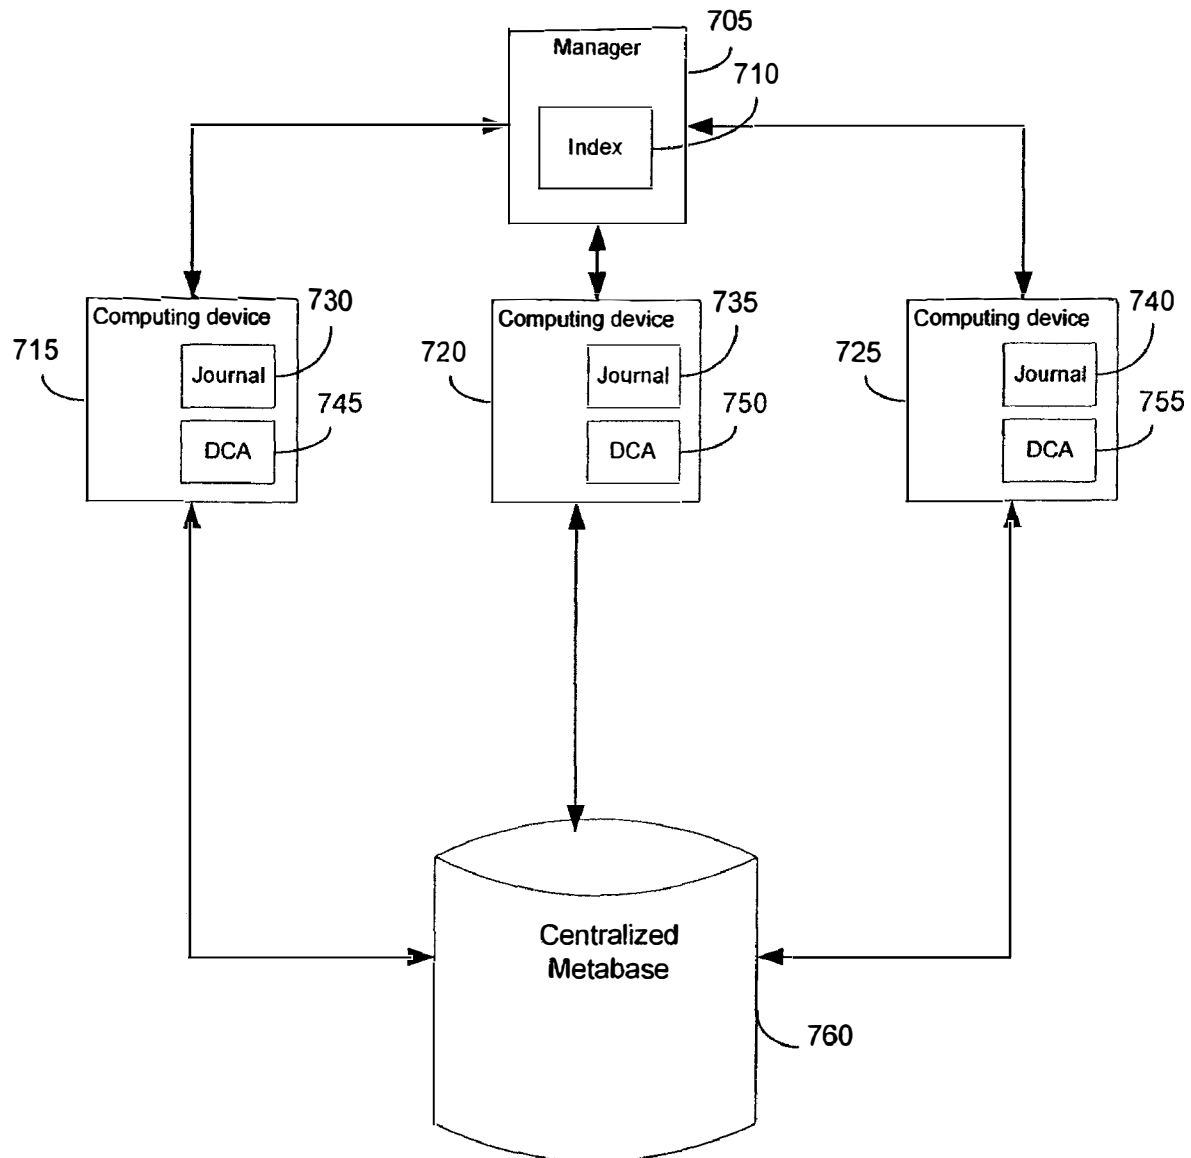 705
Manager
710
Index
730
735
740
Computing device
Computing device
Computing device
715
720
725
Journal
Journal
Journal
745
750
755
DCA
DCA
DCA
Centralized
Metabase
760